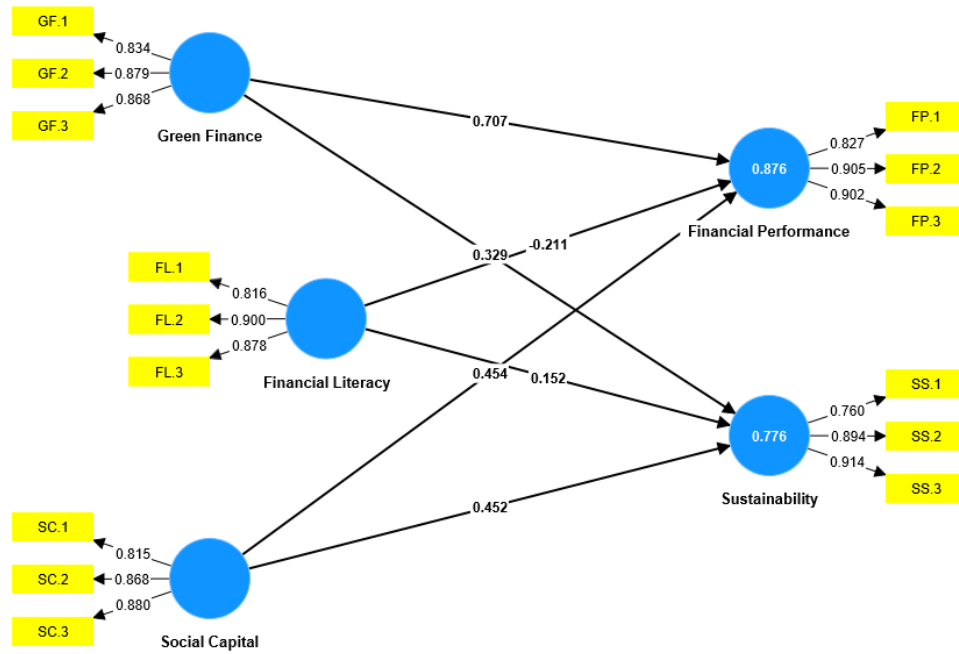 GF.1
0.834
GF.2
0.879
GF.3
0.868
Green Finance
0.707
FP.1
0.827
0.876
0.905
FP.2
0.902
FP.3
Financial Performance
-0.211
0.329
FL.1
0.816
FL.2
0.900
FL.3
0.878
Financial Literacy
0.454
0.152
SS.1
0.760
0.776
0.894
SS.2
0.914
SS.3
Sustainability
0.452
SC.1
0.815
SC.2
0.868
SC.3
0.880
Social Capital